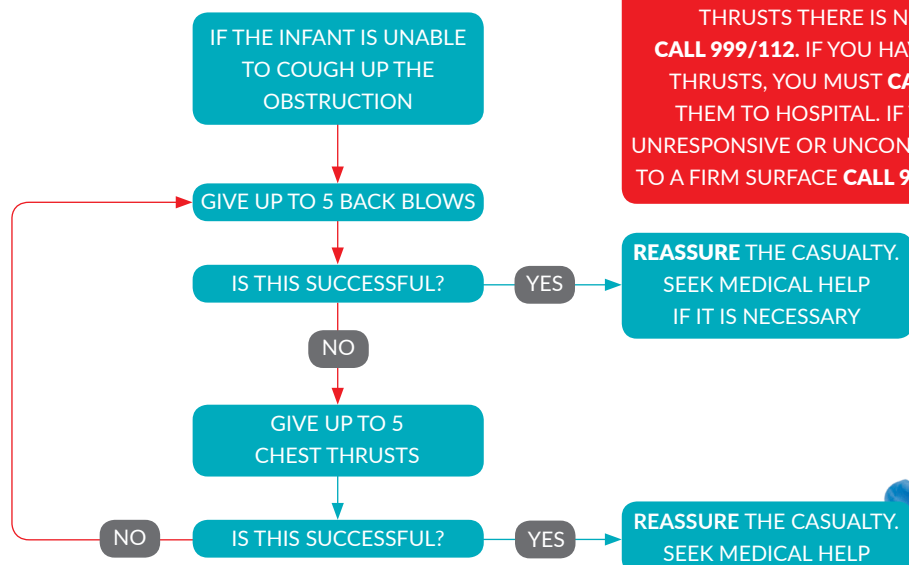 IF THE INFANT IS UNABLE
TO COUGH UP THE
OBSTRUCTION
THRUSTS THERE IS N
CALL 999/112. IF YOU HA
THRUSTS, YOU MUST CA
THEM TO HOSPITAL. IF
UNRESPONSIVE OR UNCON
TO A FIRM SURFACE CALL 9
GIVE UP TO 5 BACK BLOWS
IS THIS SUCCESSFUL?
YES
REASSURE THE CASUALTY.
SEEK MEDICAL HELP
IF IT IS NECESSARY
NO
GIVE UP TO 5
CHEST THRUSTS
NO
IS THIS SUCCESSFUL?
YES
REASSURE THE CASUALTY.
SEEK MEDICAL HELP